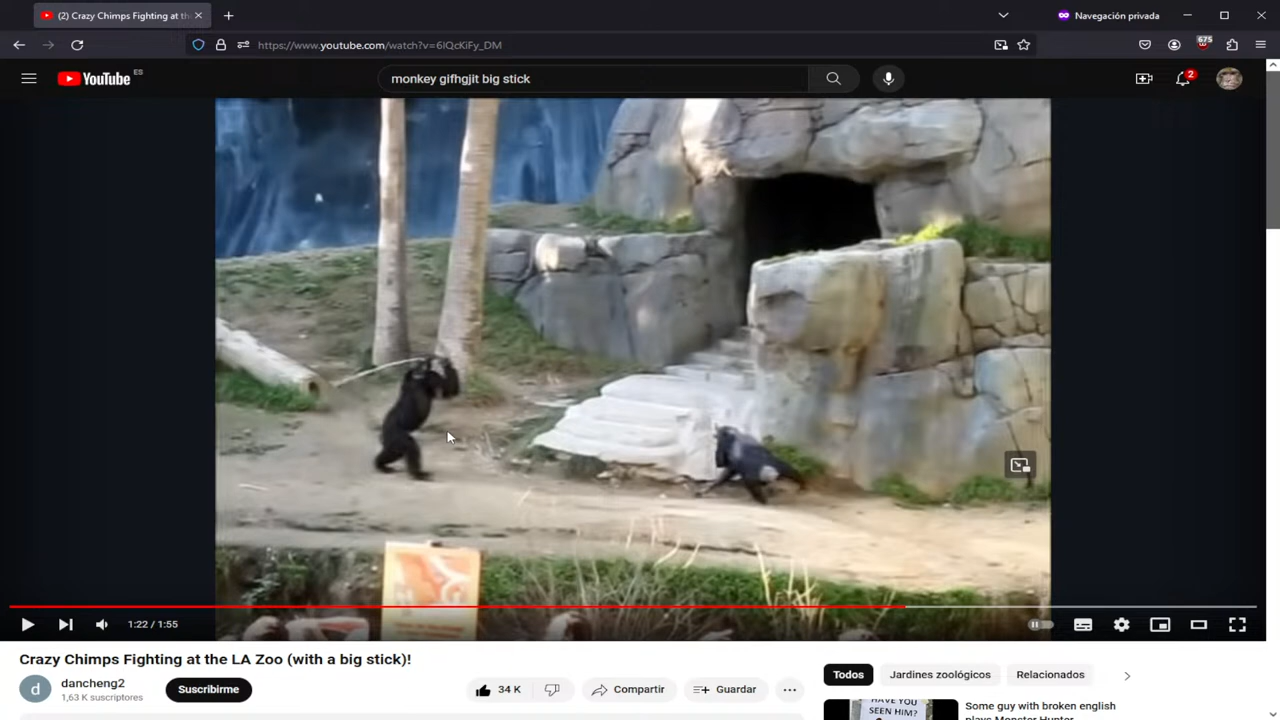 (2) Crazy Chimps Fighting at th
Navegación privada
https://www.youtube.com/watch?v=6lQcKiFy_DM
675
YouTube ES
monkey gifhgjit big stick
2
1:22 / 1:55
Crazy Chimps Fighting at the LA Zoo (with a big stick)!
d
dancheng2
1,63 K suscriptores
Suscribirme
34 K
Compartir
Guardar
Todos
Jardines zoológicos
Relacionados
HAVE YOU
SEEN HIM?
Some guy with broken english
plays Monster Hunter